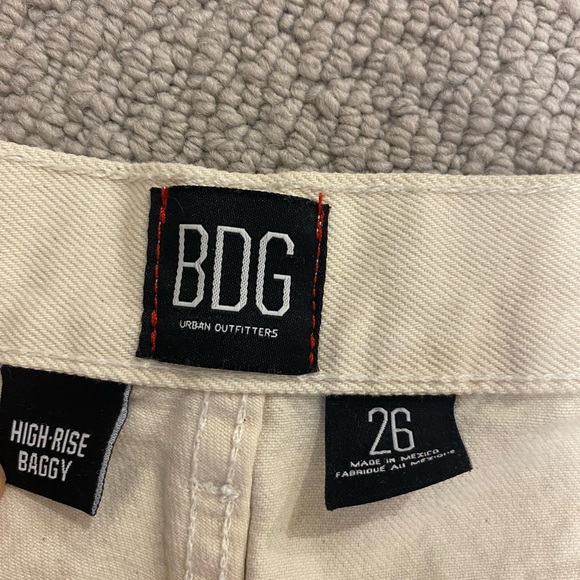 BDG
URBAN OUTFITTERS
HIGH-RISE
BAGGY
26
MADE IN MEXICO
FABRIQUÉ AU MEXIQUE